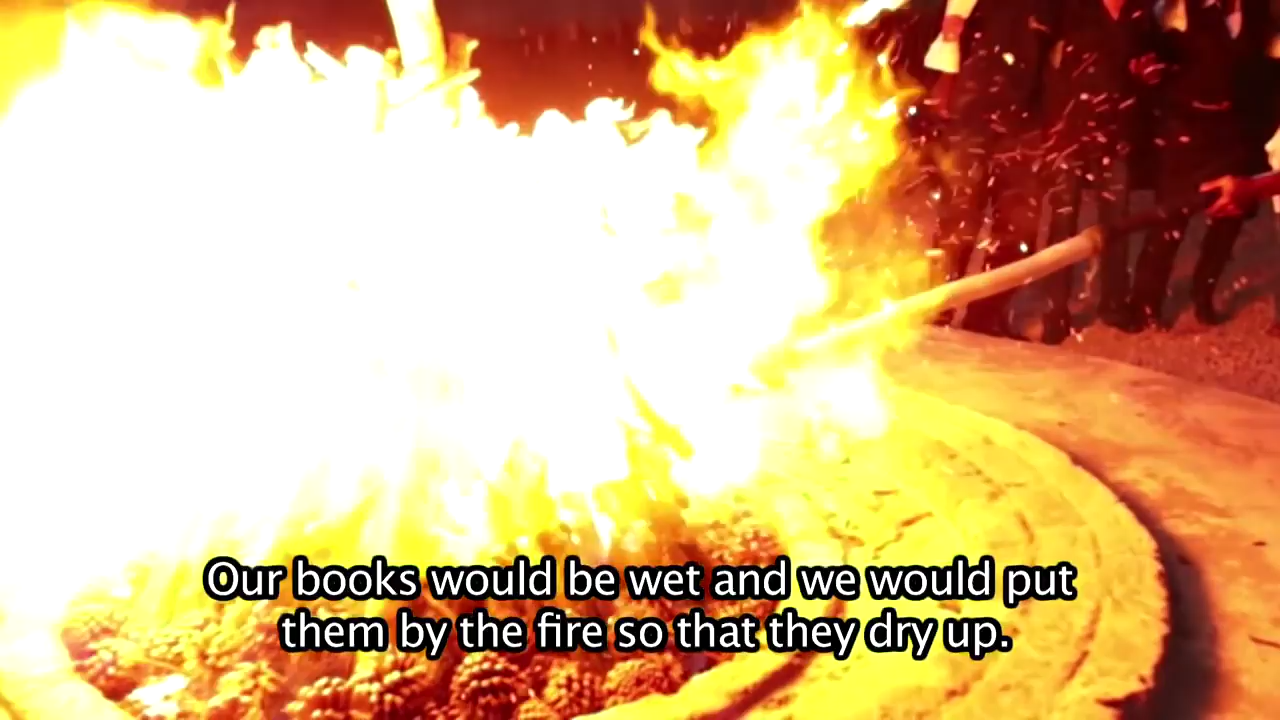 Our books would be wet and we would put
them by the fire so that they dry up.